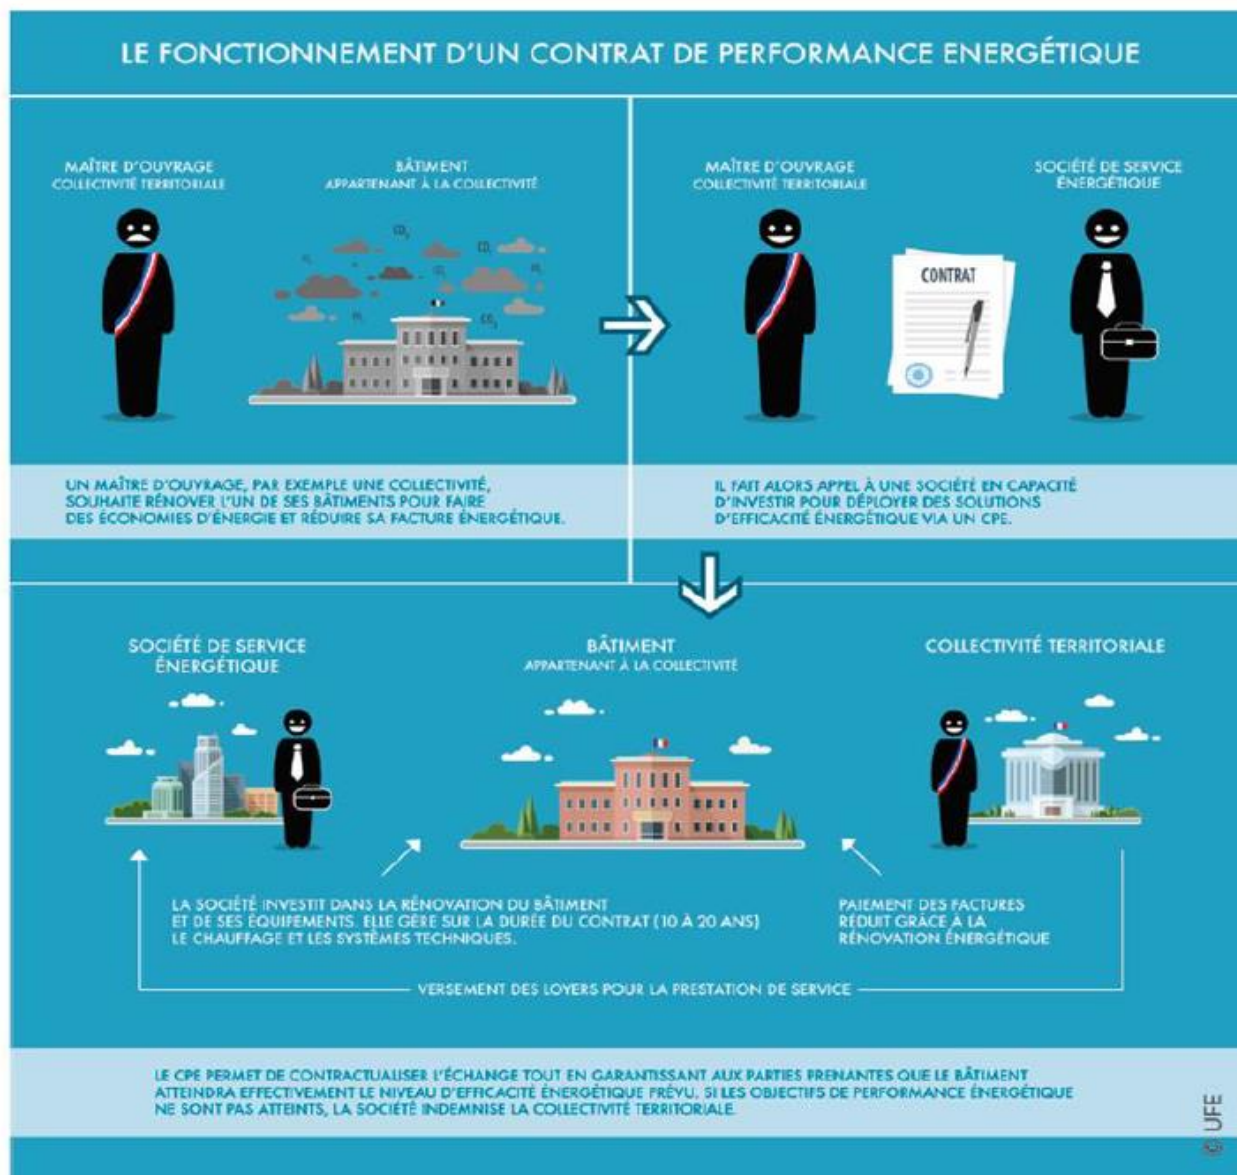 LE FONCTIONNEMENT D'UN CONTRAT DE PERFORMANCE ENERGÉTIQUE
MAÎTRE D'OUVRAGE
COLLECTIVITÉ TERRITORIALE
BÂTIMENT
APPARTENANT À LA COLLECTIVITÉ
CO₂
CO₂
UN MAÎTRE D'OUVRAGE, PAR EXEMPLE UNE COLLECTIVITÉ,
SOUHAITE RÉNOVER L'UN DE SES BÂTIMENTS POUR FAIRE
DES ÉCONOMIES D'ÉNERGIE ET RÉDUIRE SA FACTURE ÉNERGÉTIQUE.
MAÎTRE D'OUVRAGE
COLLECTIVITÉ TERRITORIALE
SOCIÉTÉ DE SERVICE
ÉNERGÉTIQUE
CONTRAT
IL FAIT ALORS APPEL À UNE SOCIÉTÉ EN CAPACITÉ
D'INVESTIR POUR DÉPLOYER DES SOLUTIONS
D'EFFICACITÉ ÉNERGÉTIQUE VIA UN CPE.
SOCIÉTÉ DE SERVICE
ÉNERGÉTIQUE
BÂTIMENT
APPARTENANT À LA COLLECTIVITÉ
COLLECTIVITÉ TERRITORIALE
LA SOCIÉTÉ INVESTIT DANS LA RÉNOVATION DU BÂTIMENT
ET DE SES ÉQUIPEMENTS. ELLE GÈRE SUR LA DURÉE DU CONTRAT (10 À 20 ANS)
LE CHAUFFAGE ET LES SYSTÈMES TECHNIQUES.
PAIEMENT DES FACTURES
RÉDUIT GRÂCE À LA
RÉNOVATION ÉNERGÉTIQUE
VERSEMENT DES LOYERS POUR LA PRESTATION DE SERVICE
LE CPE PERMET DE CONTRACTUALISER L'ÉCHANGE TOUT EN GARANTISSANT AUX PARTIES PRENANTES QUE LE BÂTIMENT
ATTEINDRA EFFECTIVEMENT LE NIVEAU D'EFFICACITÉ ÉNERGÉTIQUE PRÉVU. SI LES OBJECTIFS DE PERFORMANCE ÉNERGÉTIQUE
NE SONT PAS ATTEINTS, LA SOCIÉTÉ INDEMNISE LA COLLECTIVITÉ TERRITORIALE.
© UFE